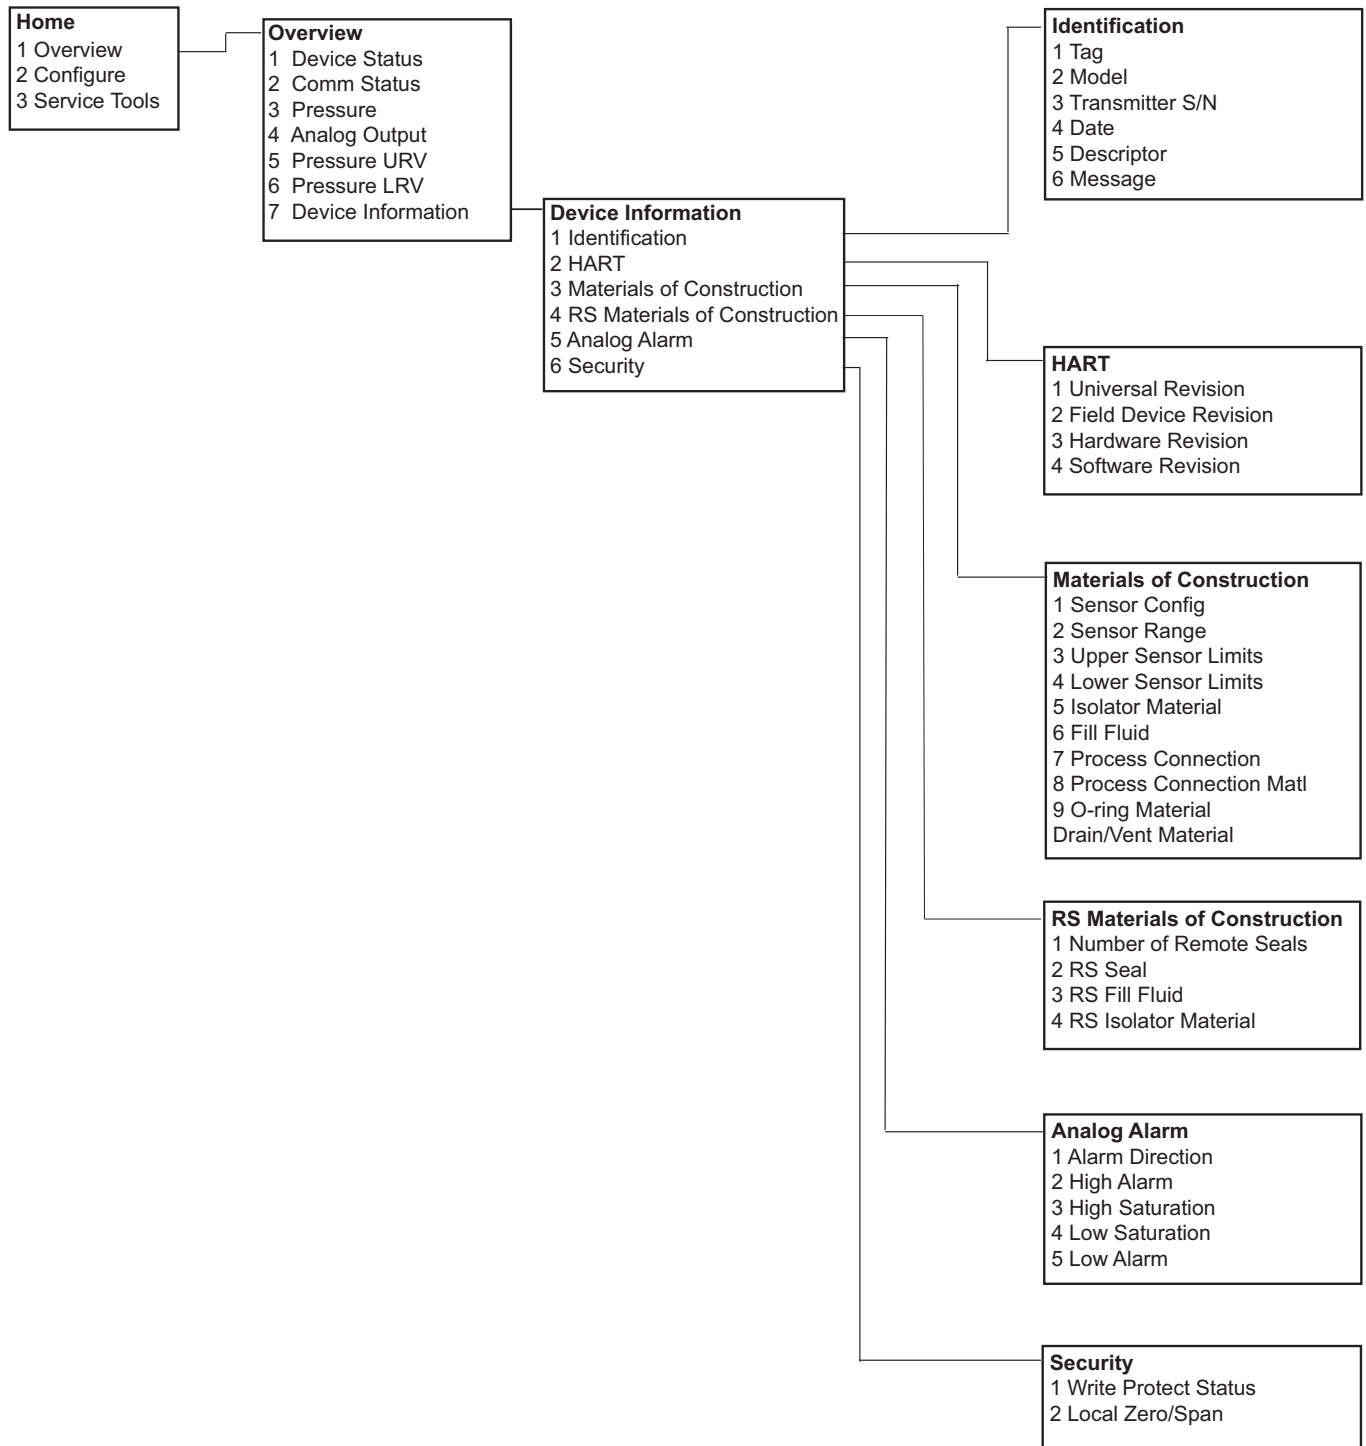 Home
1 Overview
2 Configure
3 Service Tools
Overview
1 Device Status
2 Comm Status
3 Pressure
4 Analog Output
5 Pressure URV
6 Pressure LRV
7 Device Information
Device Information
1 Identification
2 HART
3 Materials of Construction
4 RS Materials of Construction
5 Analog Alarm
6 Security
Identification
1 Tag
2 Model
3 Transmitter S/N
4 Date
5 Descriptor
6 Message
HART
1 Universal Revision
2 Field Device Revision
3 Hardware Revision
4 Software Revision
Materials of Construction
1 Sensor Config
2 Sensor Range
3 Upper Sensor Limits
4 Lower Sensor Limits
5 Isolator Material
6 Fill Fluid
7 Process Connection
8 Process Connection Matl
9 O-ring Material
Drain/Vent Material
RS Materials of Construction
1 Number of Remote Seals
2 RS Seal
3 RS Fill Fluid
4 RS Isolator Material
Analog Alarm
1 Alarm Direction
2 High Alarm
3 High Saturation
4 Low Saturation
5 Low Alarm
Security
1 Write Protect Status
2 Local Zero/Span